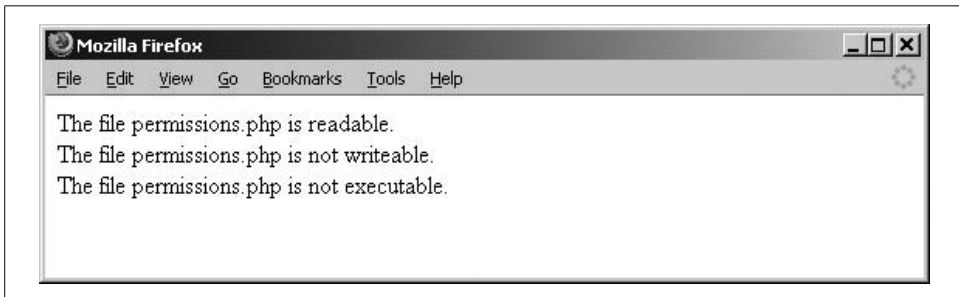 Mozilla Firefox
File Edit View Go Bookmarks Tools Help
The file permissions.php is readable.
The file permissions.php is not writeable.
The file permissions.php is not executable.